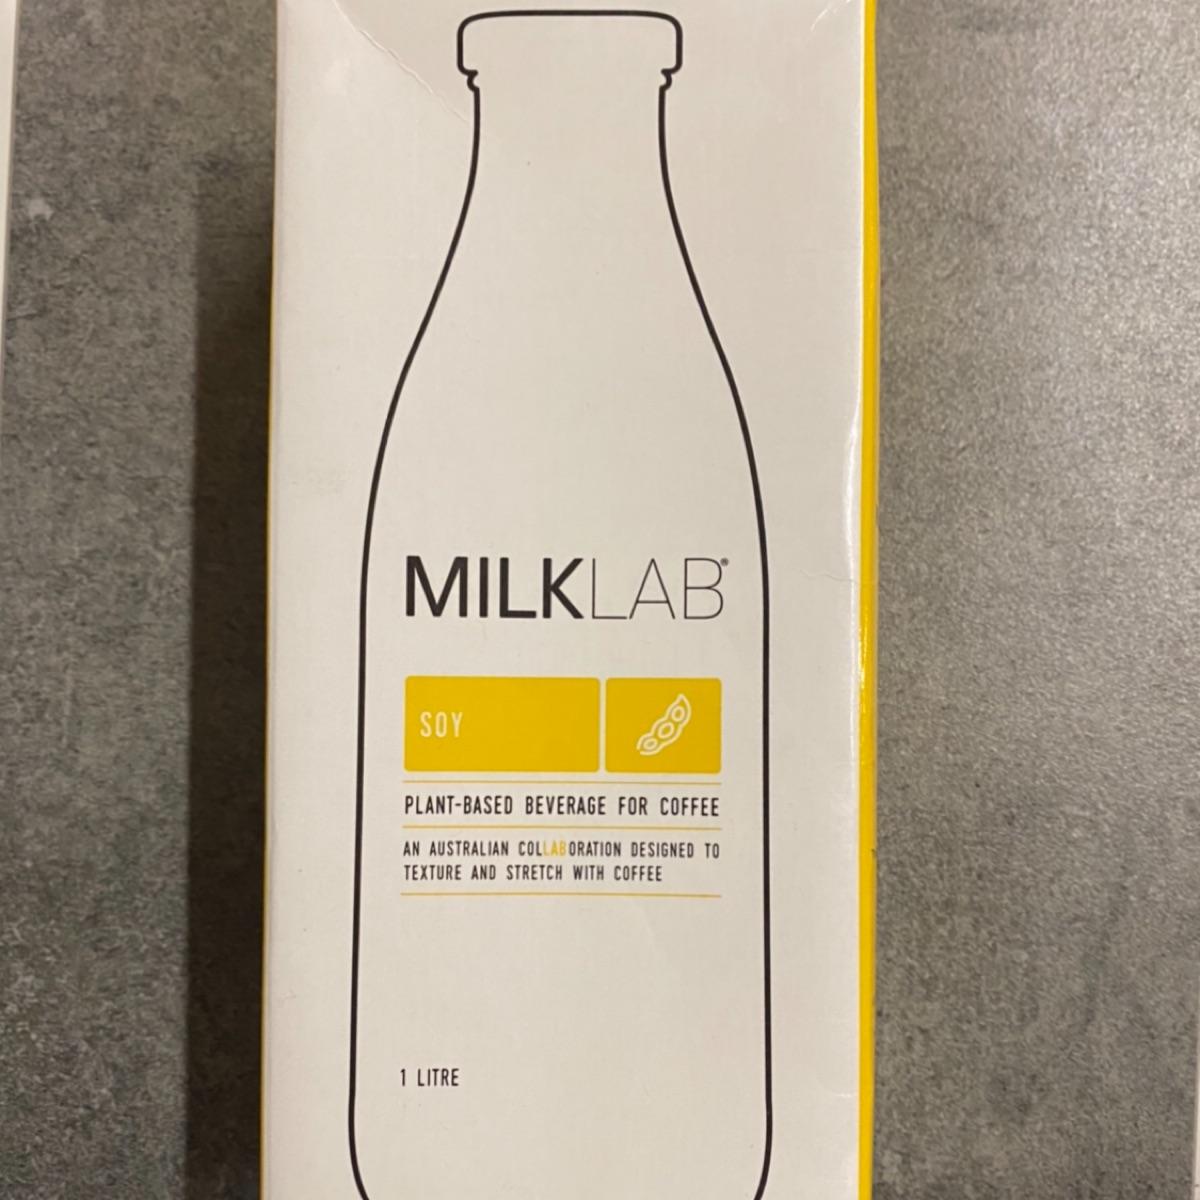 MILKLAB®
SOY
PLANT-BASED BEVERAGE FOR COFFEE
AN AUSTRALIAN COLLABORATION DESIGNED TO
TEXTURE AND STRETCH WITH COFFEE
1 LITRE